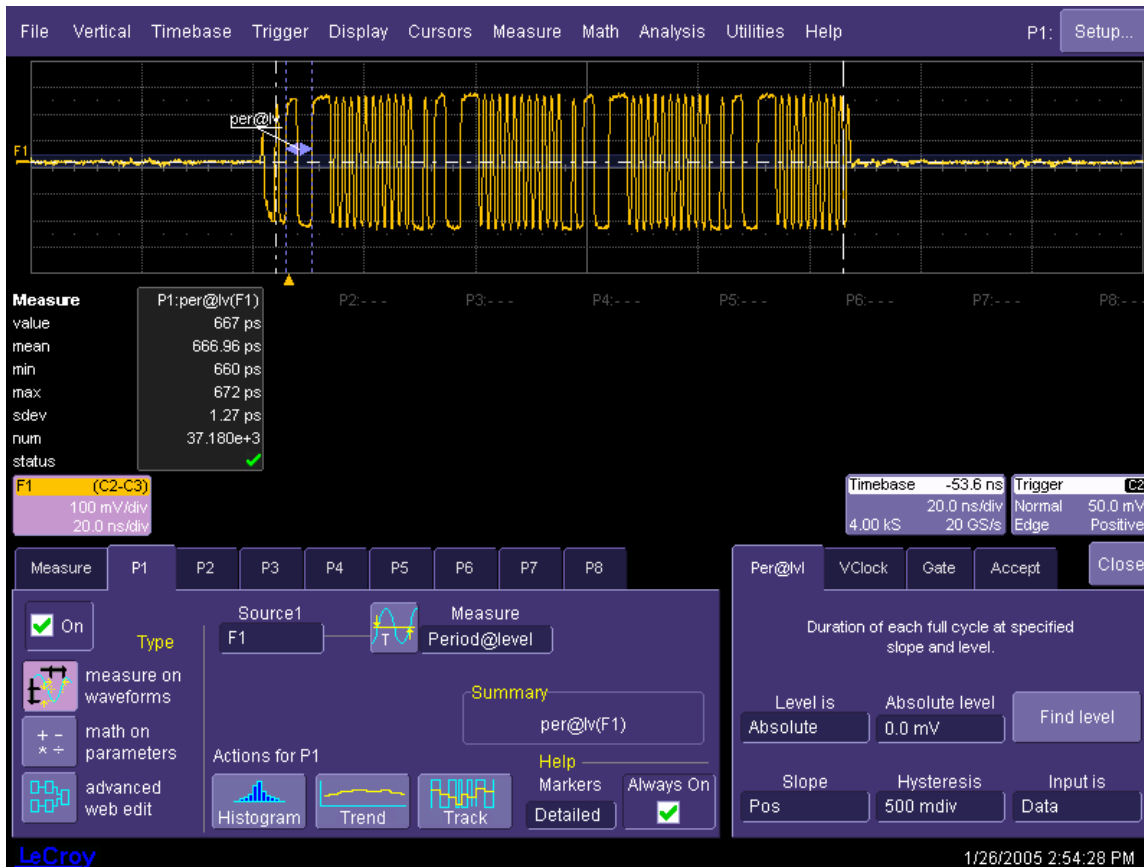 File Vertical Timebase Trigger Display Cursors Measure Math Analysis Utilities Help P1: Setup...
per@lv
F1
Measure P1:per@lv(F1) P2:- - - P3:- - - P4:- - - P5:- - - P6:- - - P7:- - - P8:- - -
value 667 ps
mean 666.96 ps
min 660 ps
max 672 ps
sdev 1.27 ps
num 37.180e+3
status
F1 (C2-C3)
100 mV/div
20.0 ns/div
Timebase -53.6 ns
20.0 ns/div
4.00 kS 20 GS/s
Trigger C2
Normal 50.0 mV
Edge Positive
Measure P1 P2 P3 P4 P5 P6 P7 P8
On
Type
measure on
waveforms
math on
parameters
advanced
web edit
Source1
F1
T
Measure
Period@level
Summary
per@lv(F1)
Actions for P1
Histogram Trend Track
Help
Markers
Detailed
Always On
Per@lvl VClock Gate Accept Close
Duration of each full cycle at specified
slope and level.
Level is
Absolute
Absolute level
0.0 mV
Find level
Slope
Pos
Hysteresis
500 mdiv
Input is
Data
LeCroy 1/26/2005 2:54:28 PM